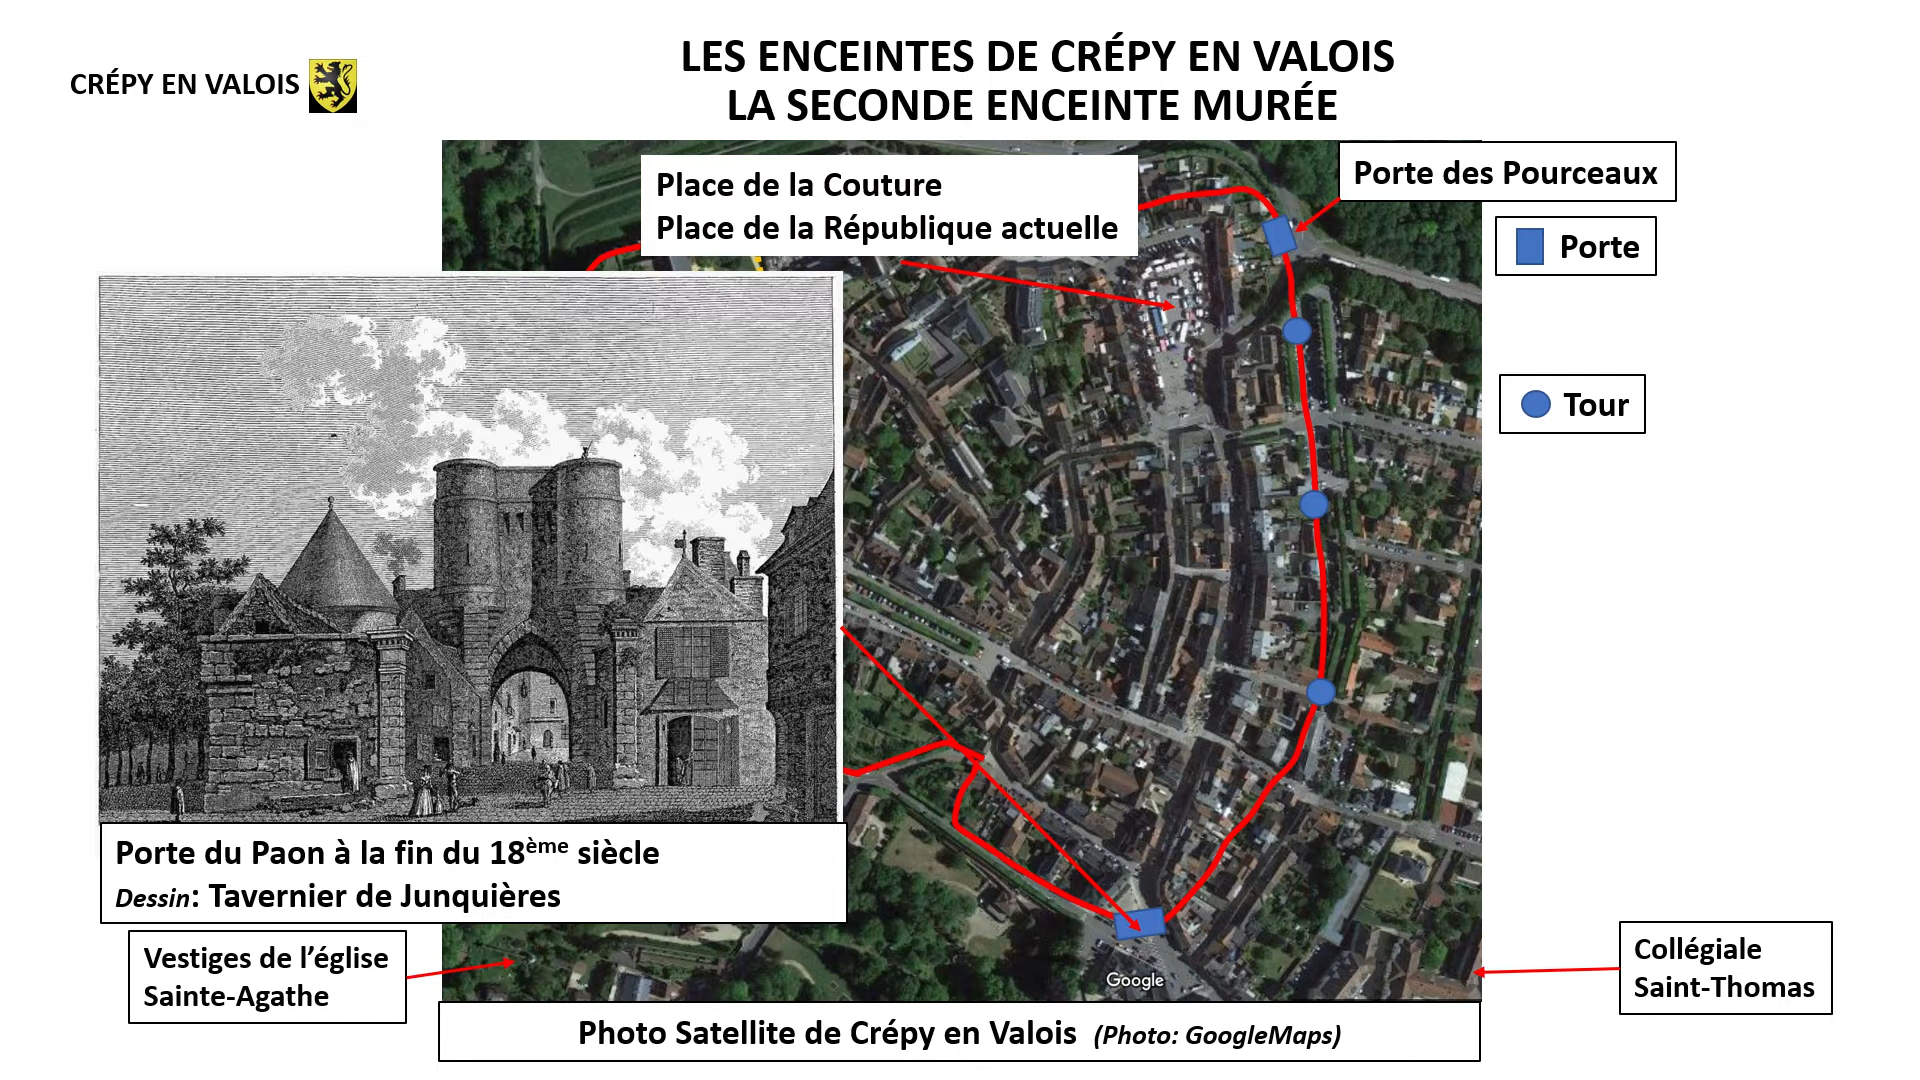 CRÉPY EN VALOIS
LES ENCEINTES DE CRÉPY EN VALOIS
LA SECONDE ENCEINTE MURÉE
Place de la Couture
Place de la République actuelle
Porte des Pourceaux
Porte
Tour
Porte du Paon à la fin du 18ème siècle
Dessin: Tavernier de Junquières
Vestiges de l’église
Sainte-Agathe
Collégiale
Saint-Thomas
Google
Photo Satellite de Crépy en Valois (Photo: GoogleMaps)